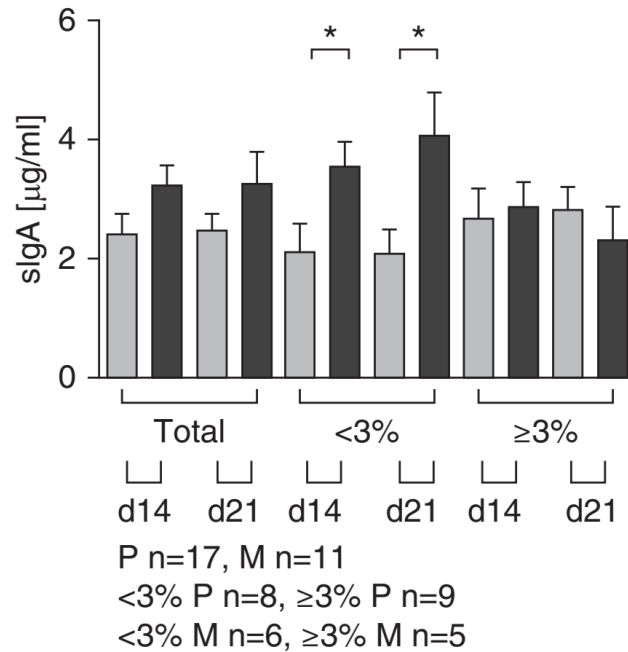 6
* *
4
sIgA [μg/ml]
2
0
Total <3% ≥3%
d14 d21 d14 d21 d14 d21
P n=17, M n=11
<3% P n=8, ≥3% P n=9
<3% M n=6, ≥3% M n=5